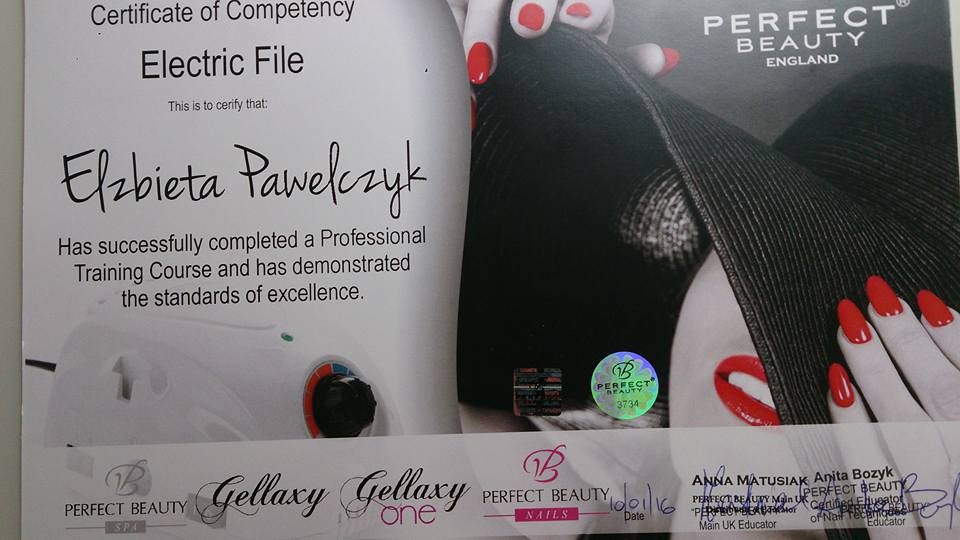 Certificate of Competency
Electric File
This is to cerify that:
Elzbieta Pawelczyk
Has successfully completed a Professional
Training Course and has demonstrated
the standards of excellence.
PERFECT®
BEAUTY
ENGLAND
PERFECT
BEAUTY
3734
PERFECT BEAUTY
SPA
Gellaxy
Gellaxy
one
PERFECT BEAUTY
NAILS
10/01/16
Date
ANNA MATUSIAK
PERFECT BEAUTY Main UK
Main UK Educator
Anita Bozyk
PERFECT BEAUTY
Certified Educator
of Nail Techniques
Educator